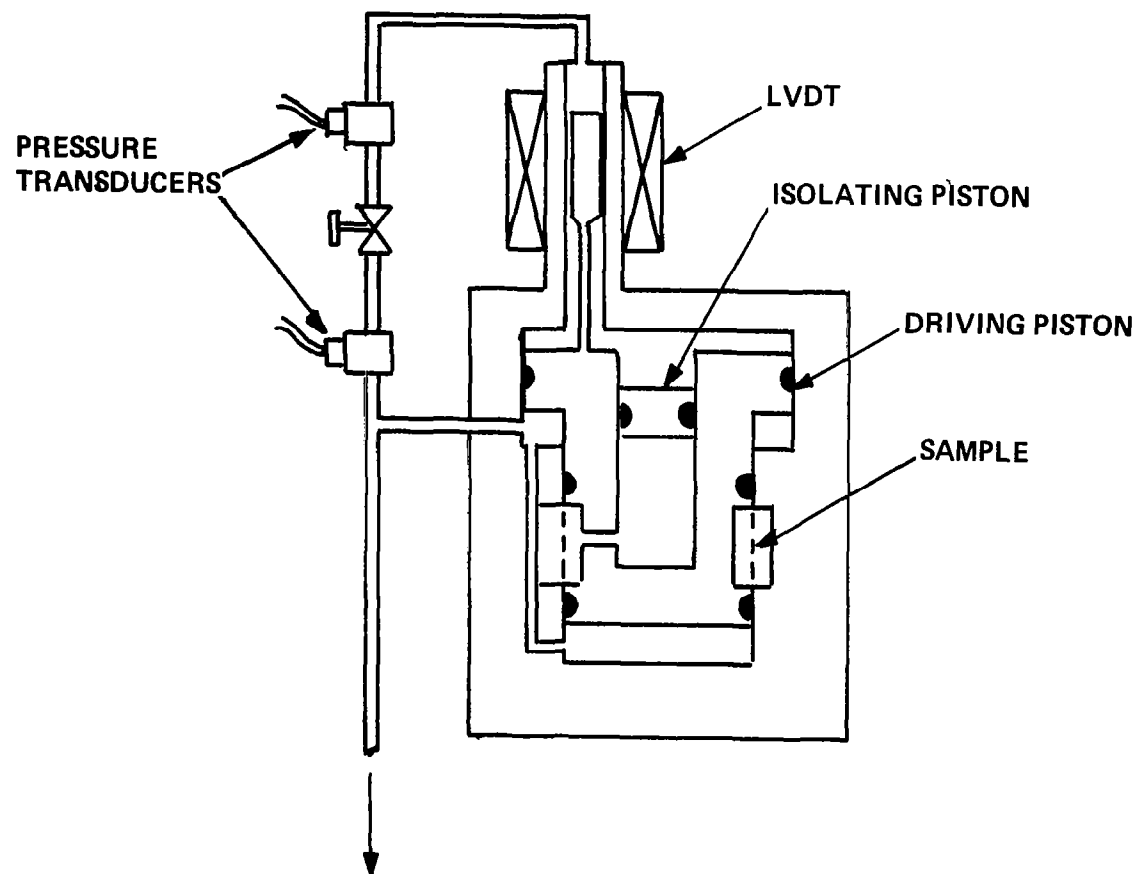 LVDT
PRESSURE
TRANSDUCERS
ISOLATING PISTON
DRIVING PISTON
SAMPLE